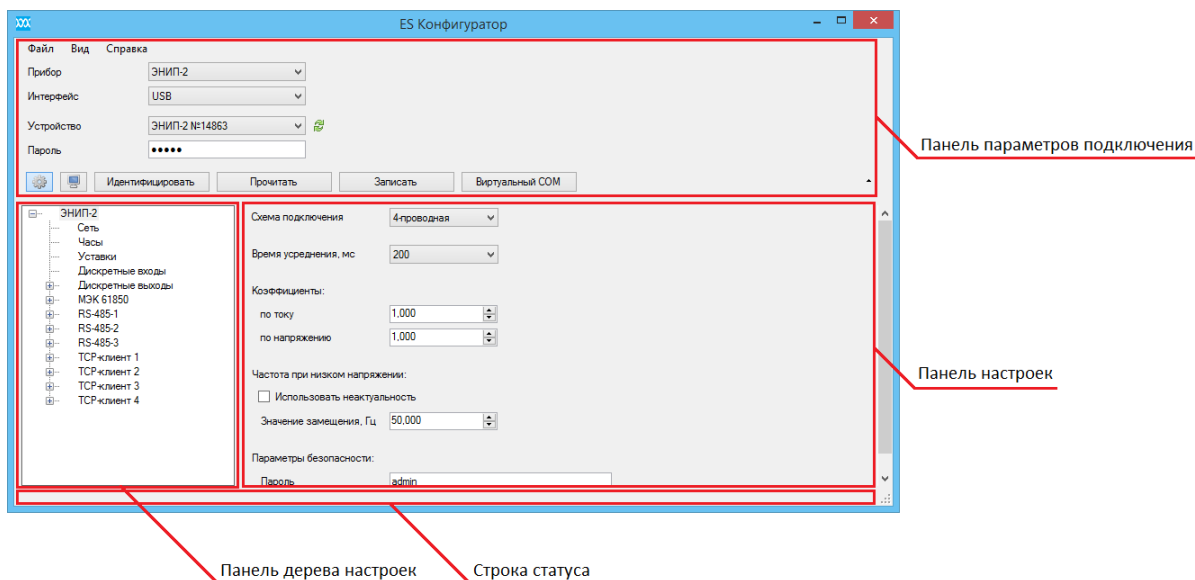 ES Конфигуратор
Файл Вид Справка
Прибор ЭНИП-2
Интерфейс USB
Устройство ЭНИП-2 №14863
Пароль •••••
Идентифицировать Прочитать Записать Виртуальный COM
Панель параметров подключения
ЭНИП-2
Сеть
Часы
Уставки
Дискретные входы
Дискретные выходы
МЭК 61850
RS-485-1
RS-485-2
RS-485-3
TCP-клиент 1
TCP-клиент 2
TCP-клиент 3
TCP-клиент 4
Схема подключения 4-проводная
Время усреднения, мс 200
Коэффициенты:
по току 1,000
по напряжению 1,000
Частота при низком напряжении:
Использовать неактуальность
Значение замещения, Гц 50,000
Параметры безопасности:
Пароль admin
Панель настроек
Панель дерева настроек
Строка статуса